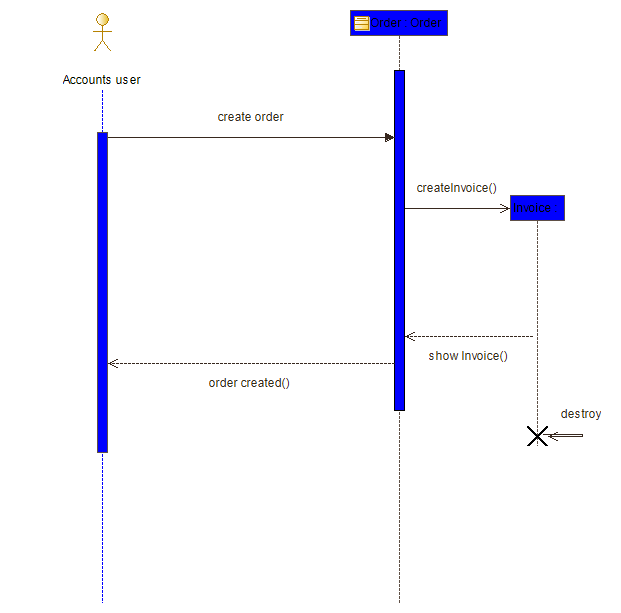 Order : Order
Accounts user
create order
createInvoice()
Invoice
show Invoice()
order created()
destroy